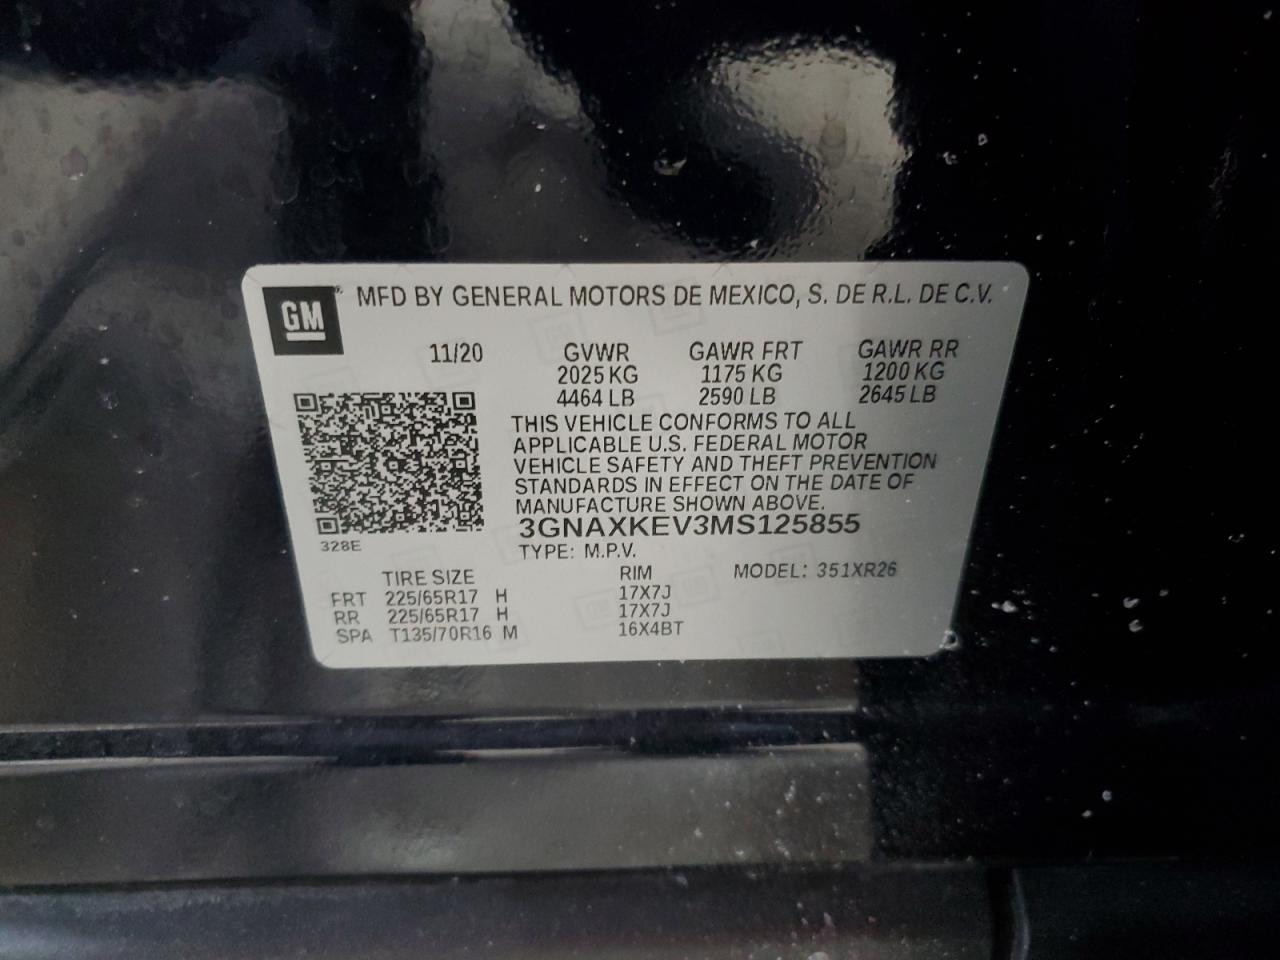 GM ® MFD BY GENERAL MOTORS DE MEXICO, S. DE R.L. DE C.V.
11/20 GVWR GAWR FRT GAWR RR
2025 KG 1175 KG 1200 KG
4464 LB 2590 LB 2645 LB
THIS VEHICLE CONFORMS TO ALL
APPLICABLE U.S. FEDERAL MOTOR
VEHICLE SAFETY AND THEFT PREVENTION
STANDARDS IN EFFECT ON THE DATE OF
MANUFACTURE SHOWN ABOVE.
3GNAXKEV3MS125855
328E
TYPE: M.P.V.
TIRE SIZE RIM MODEL: 351XR26
FRT 225/65R17 H 17X7J
RR 225/65R17 H 17X7J
SPA T135/70R16 M 16X4BT